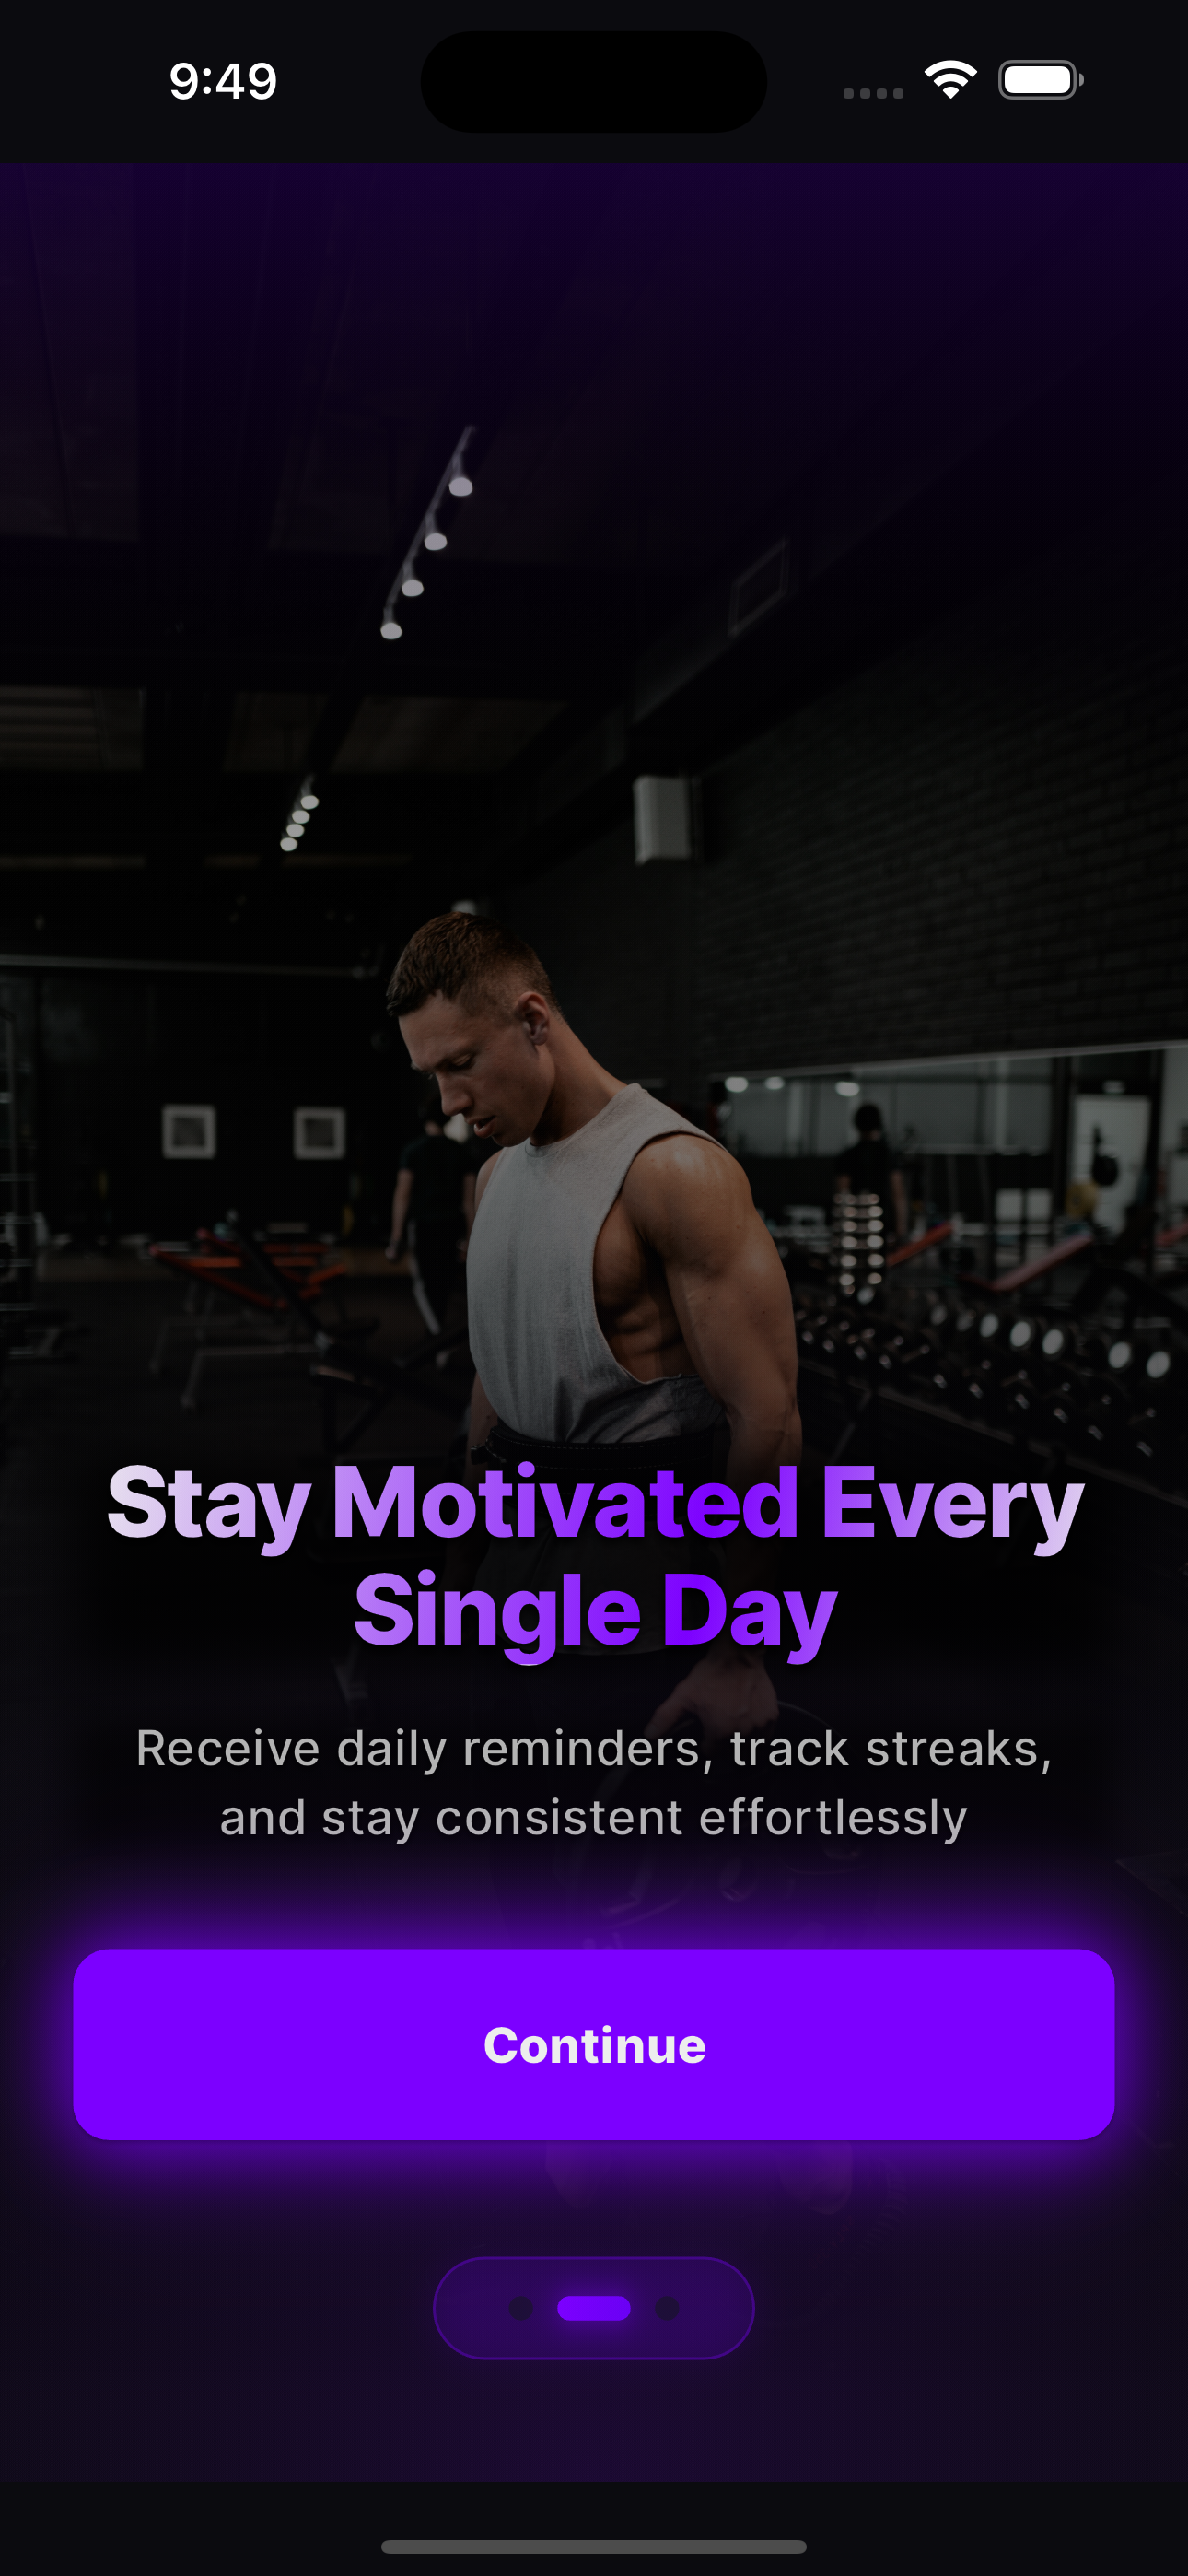 9:49
Stay Motivated Every
Single Day
Receive daily reminders, track streaks,
and stay consistent effortlessly
Continue